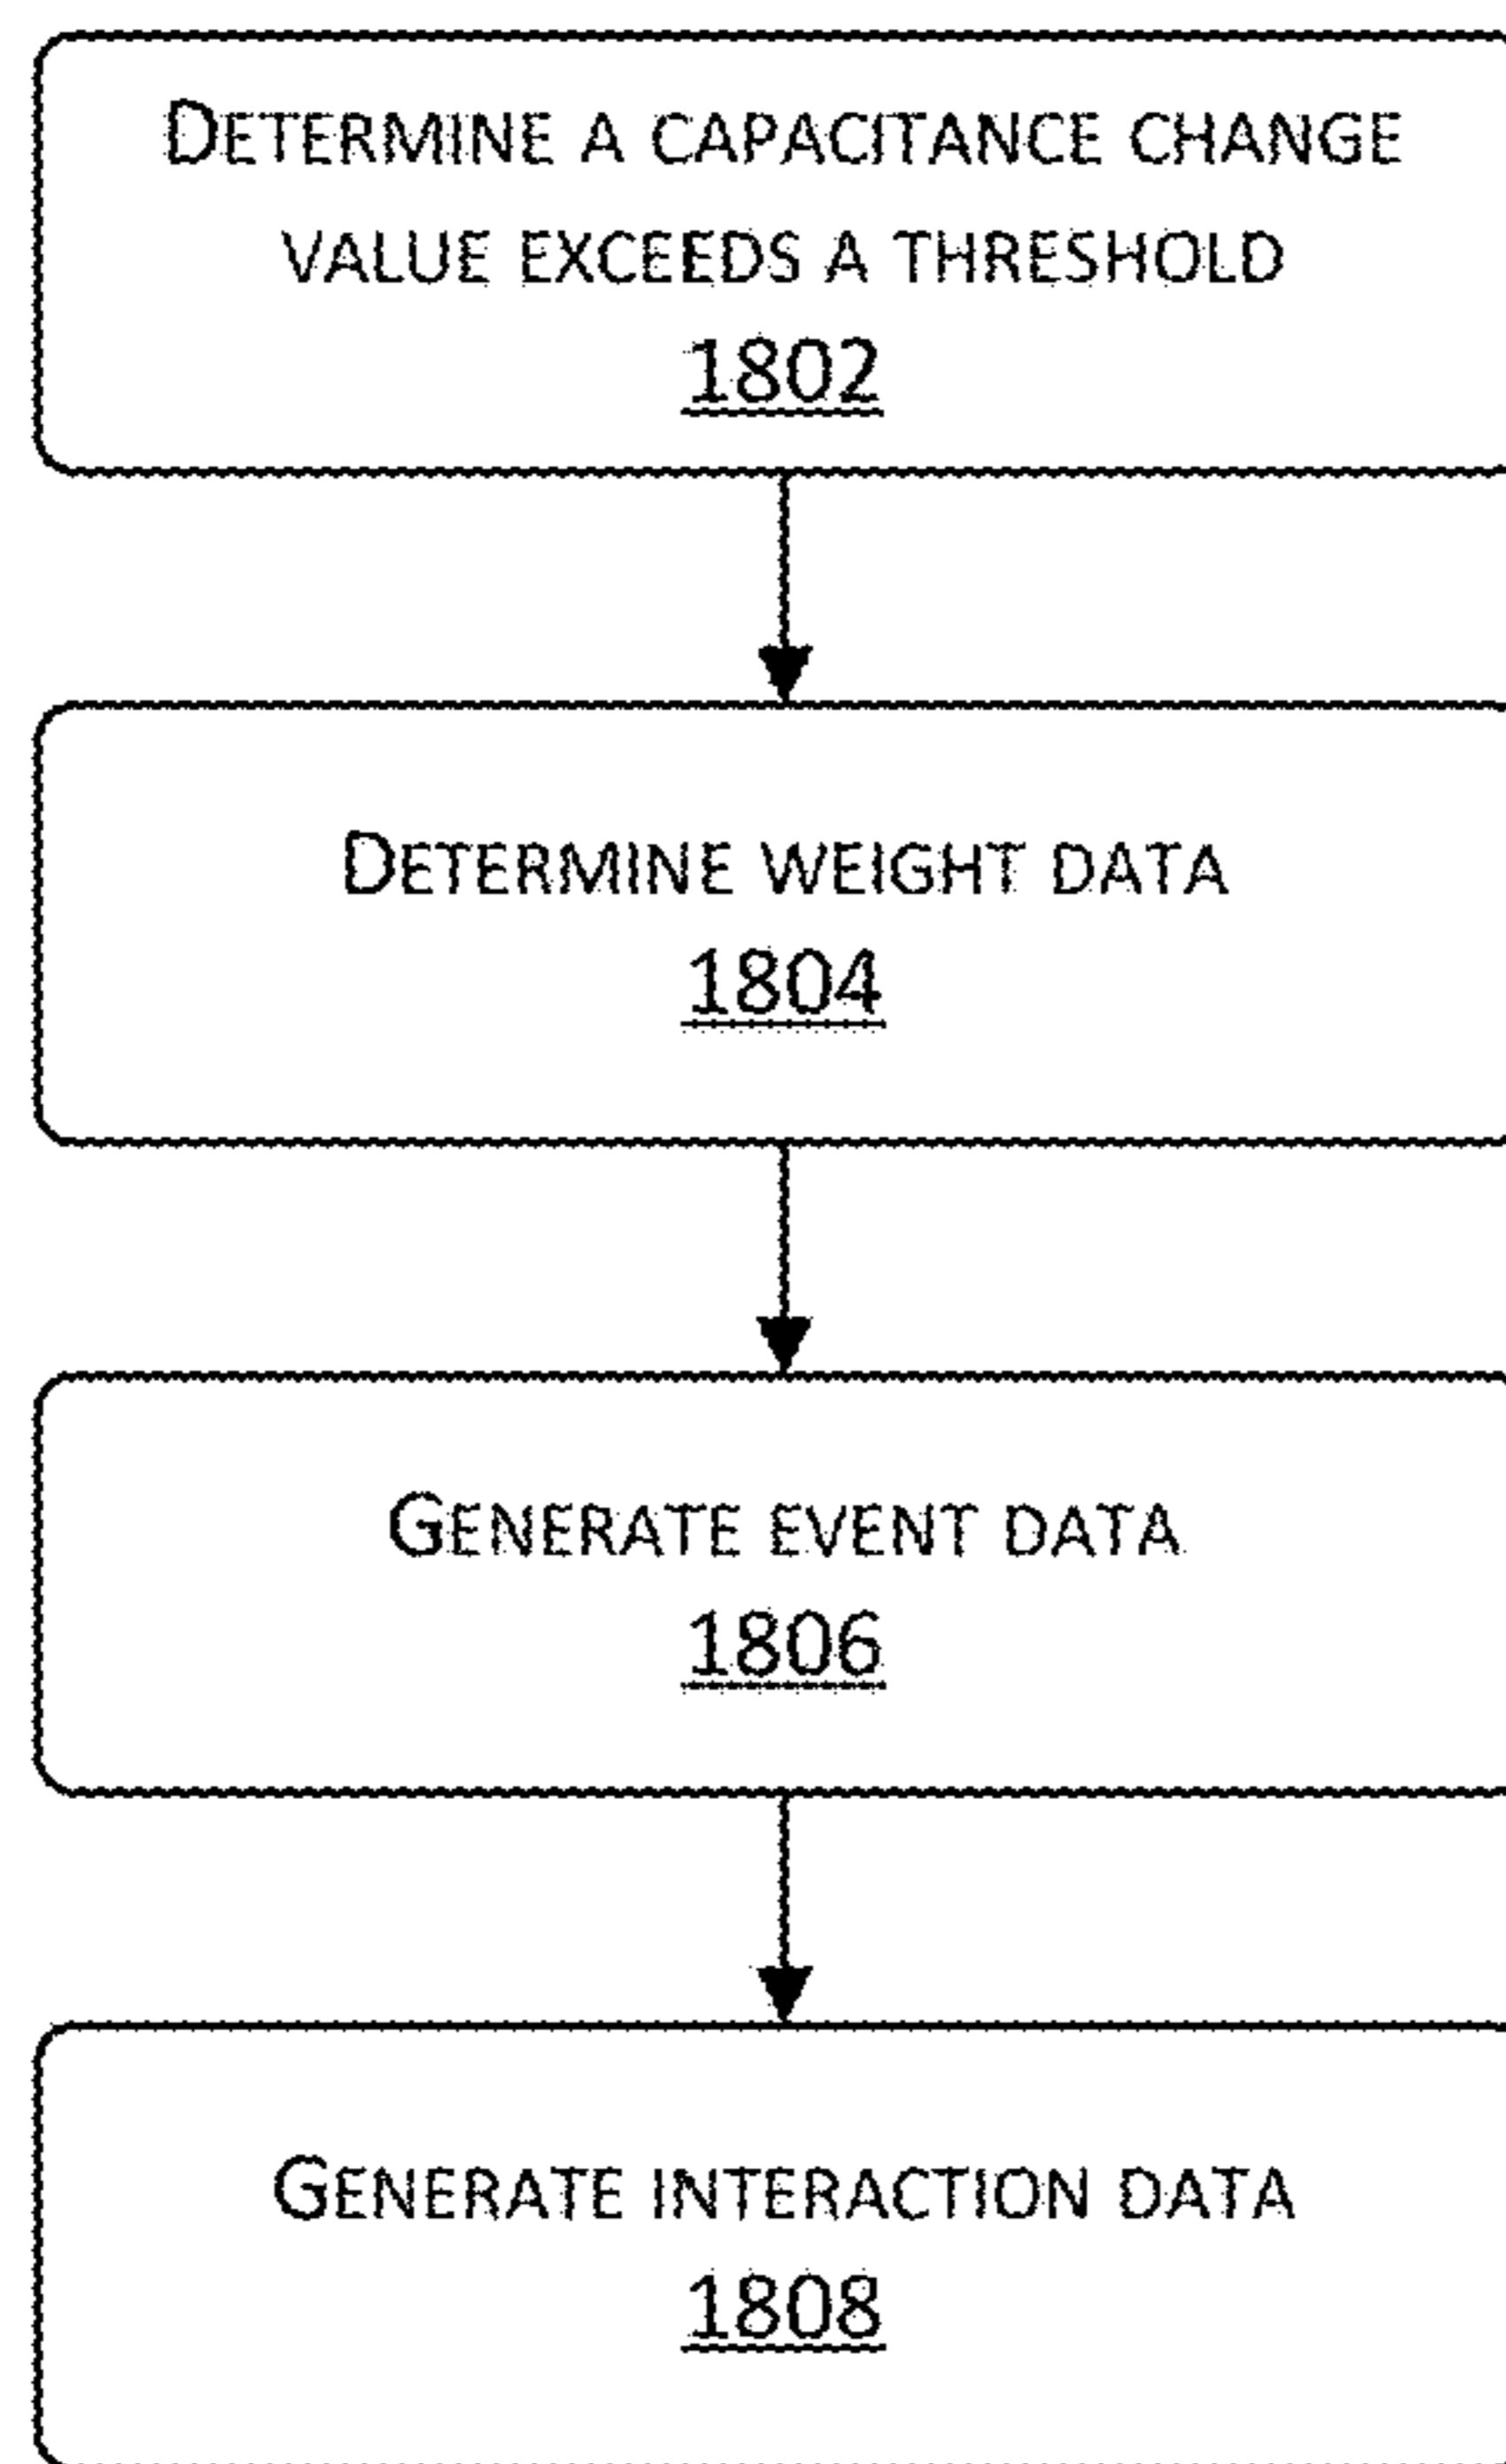 DETERMINE A CAPACITANCE CHANGE
VALUE EXCEEDS A THRESHOLD
1802
DETERMINE WEIGHT DATA
1804
GENERATE EVENT DATA
1806
GENERATE INTERACTION DATA
1808